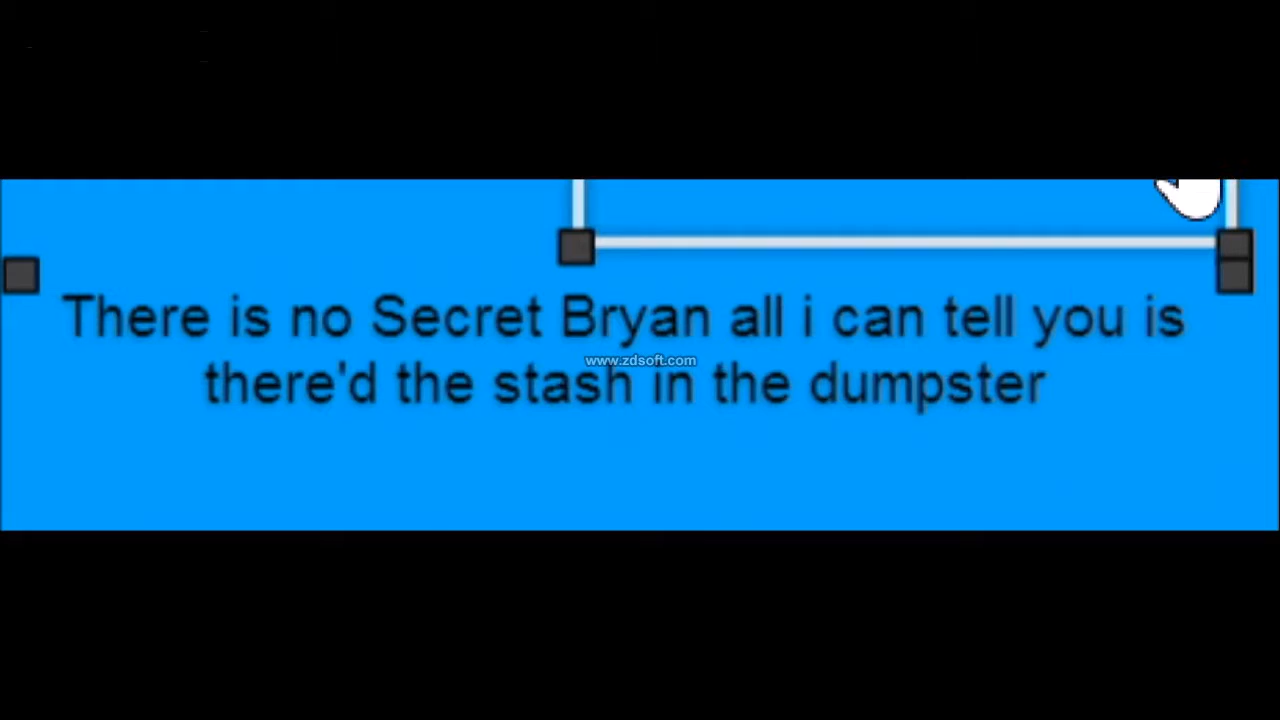 There is no Secret Bryan all i can tell you is
www.zdsoft.com
there'd the stash in the dumpster